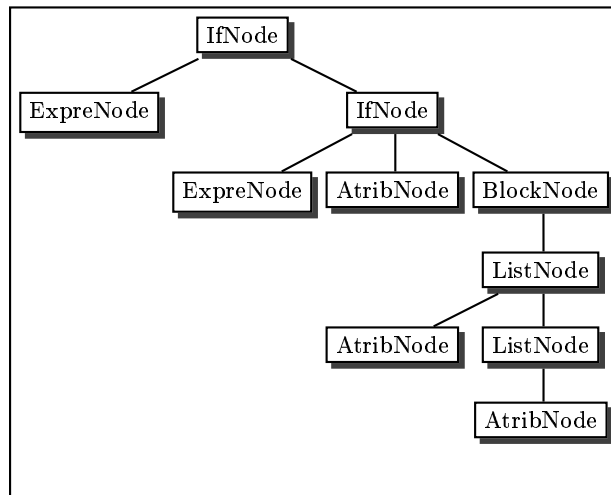 IfNode
ExpreNode
IfNode
ExpreNode
AtribNode
BlockNode
ListNode
AtribNode
ListNode
AtribNode